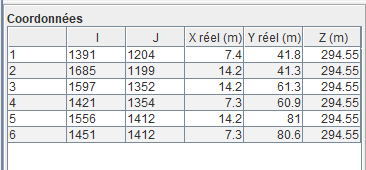 Coordonnées
I J X réel (m) Y réel (m) Z (m)
1 1391 1204 7.4 41.8 294.55
2 1685 1199 14.2 41.3 294.55
3 1597 1352 14.2 61.3 294.55
4 1421 1354 7.3 60.9 294.55
5 1556 1412 14.2 81 294.55
6 1451 1412 7.3 80.6 294.55